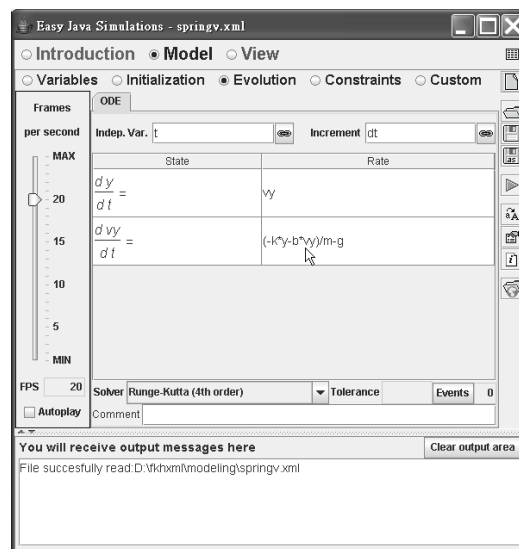 Easy Java Simulations - springv.xml
Introduction Model View
Variables Initialization Evolution Constraints Custom
Frames
per second
MAX
20
15
10
5
MIN
FPS 20
Autoplay
ODE
Indep. Var. t Increment dt
State Rate
d y
d t
= vy
d vy
d t
= (-k*y-b*vy)/m-g
Solver Runge-Kutta (4th order) Tolerance Events 0
Comment
You will receive output messages here Clear output area
File succesfully read:D:\fkhxml\modeling\springv.xml